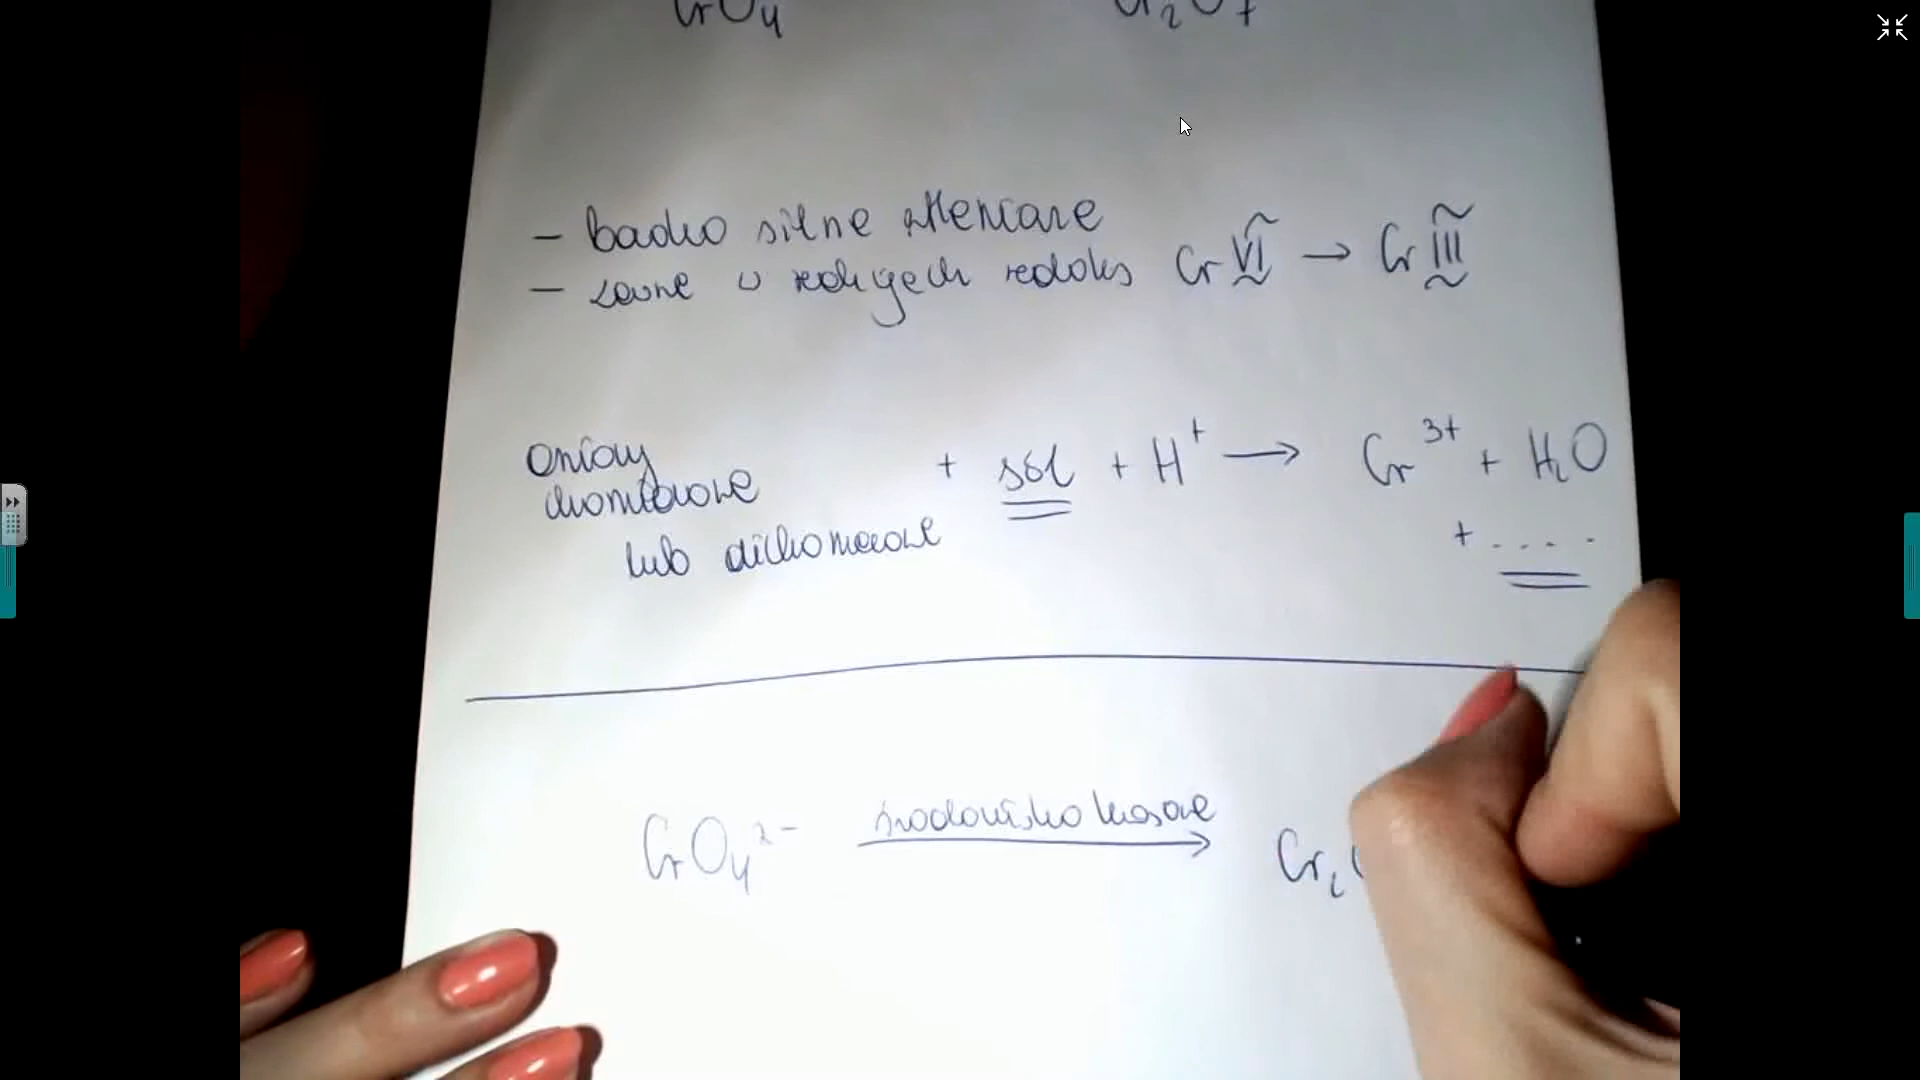 CrO4 Cr2O7
- bardzo silne utleniacze
- zawsze w reakcjach redoks Cr VI → Cr III
aniony
chromianowe + sól + H+ → Cr3+ + H2O
lub dichromianowe + ....
CrO4 2- środowisko kwasowe → Cr2